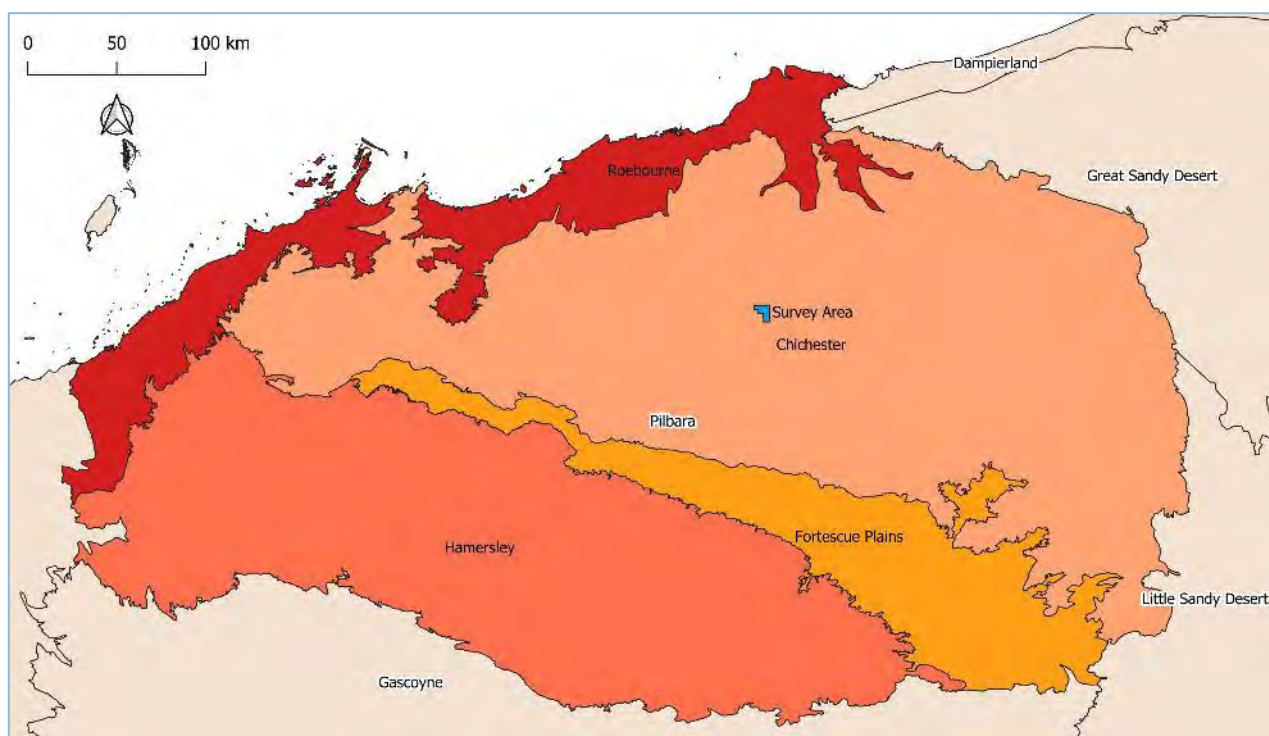 0 50 100 km
Dampierland
Roebourne
Great Sandy Desert
Survey Area
Chichester
Pilbara
Fortescue Plains
Hamersley
Little Sandy Desert
Gascoyne